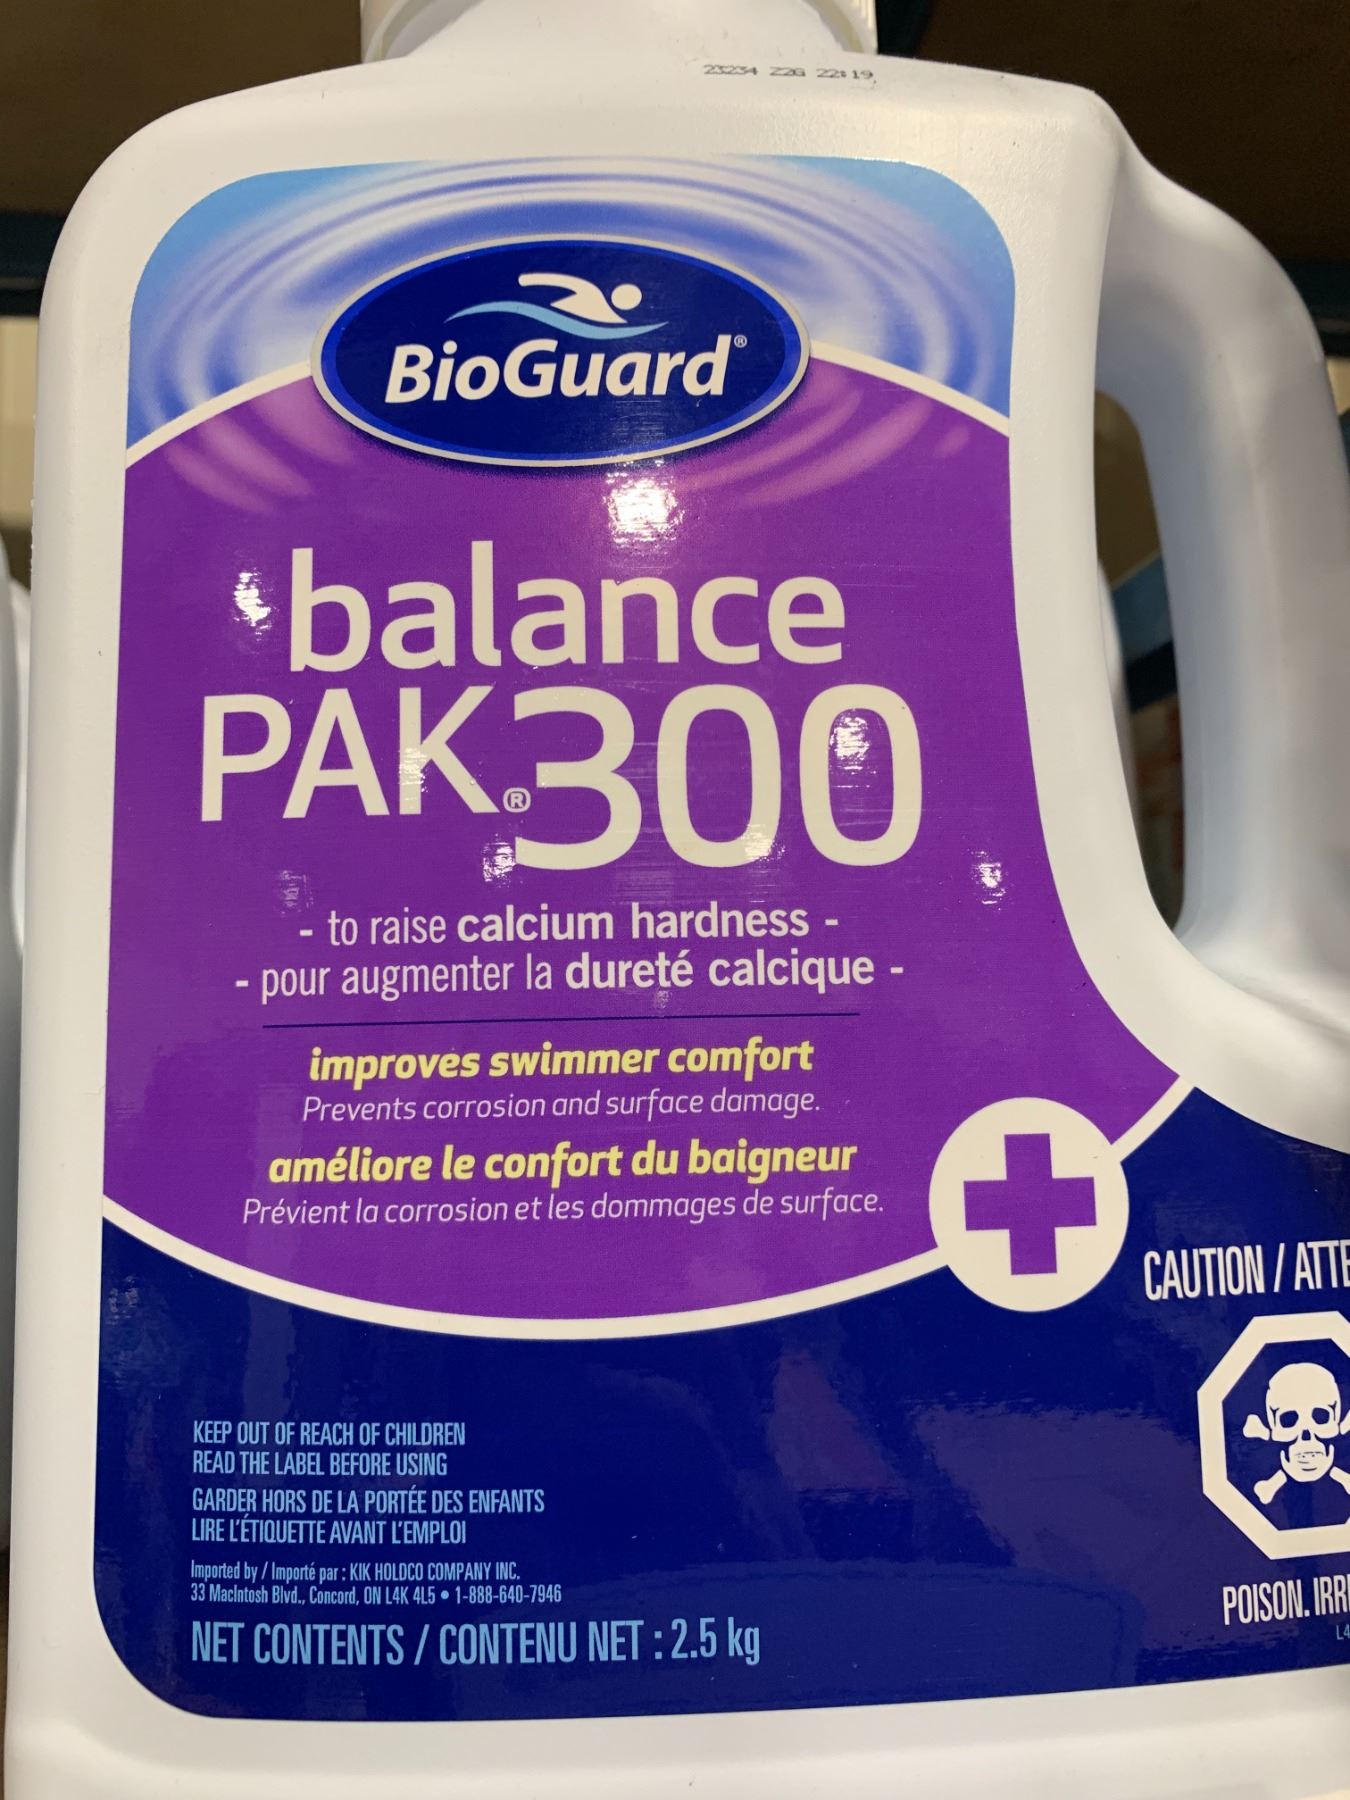 23234 Z26 22:19
BioGuard®
balance
PAK®300
- to raise calcium hardness -
- pour augmenter la dureté calcique -
improves swimmer comfort
Prevents corrosion and surface damage.
améliore le confort du baigneur
Prévient la corrosion et les dommages de surface.
CAUTION / ATTE
KEEP OUT OF REACH OF CHILDREN
READ THE LABEL BEFORE USING
GARDER HORS DE LA PORTÉE DES ENFANTS
LIRE L'ÉTIQUETTE AVANT L'EMPLOI
Imported by / Importé par : KIK HOLDCO COMPANY INC.
33 MacIntosh Blvd., Concord, ON L4K 4L5 • 1-888-640-7946
NET CONTENTS / CONTENU NET : 2.5 kg
POISON. IRRI
L4